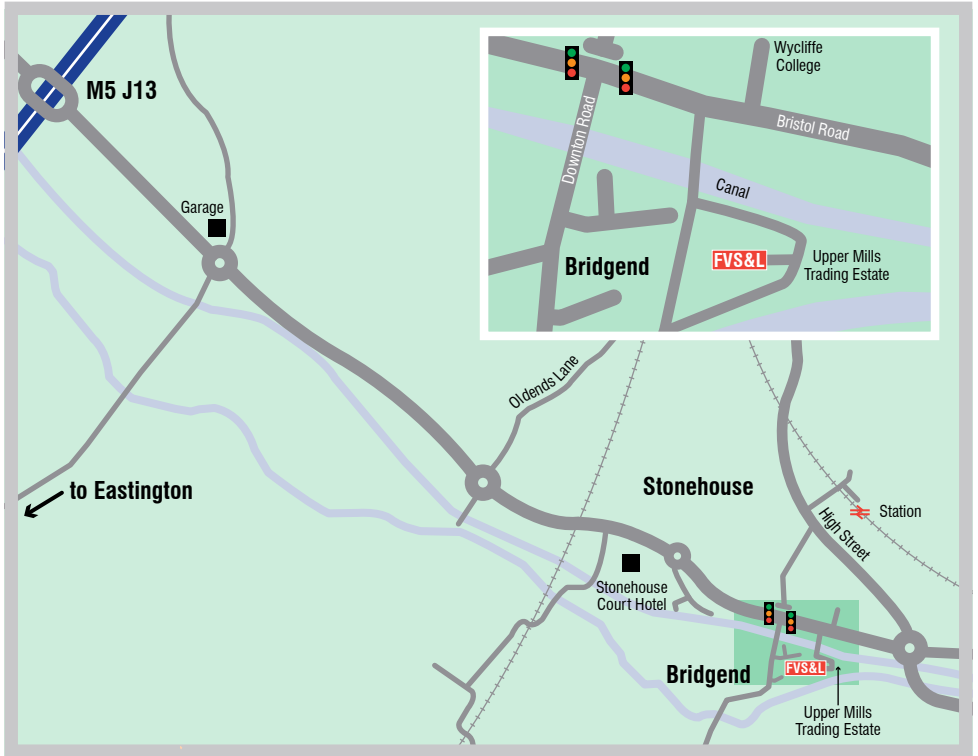 M5 J13
Garage
to Eastington
Wycliffe
College
Bristol Road
Downton Road
Canal
Bridgend
FVS&L
Upper Mills
Trading Estate
Oldends Lane
Stonehouse
Station
High Street
Stonehouse
Court Hotel
Bridgend
FVS&L
Upper Mills
Trading Estate